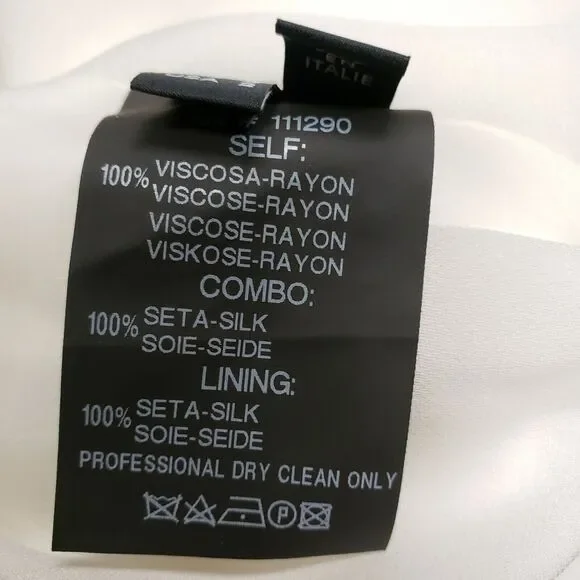 EN
ITALIE
111290
SELF:
100% VISCOSA-RAYON
VISCOSE-RAYON
VISCOSE-RAYON
VISKOSE-RAYON
COMBO:
100% SETA-SILK
SOIE-SEIDE
LINING:
100% SETA-SILK
SOIE-SEIDE
PROFESSIONAL DRY CLEAN ONLY
P